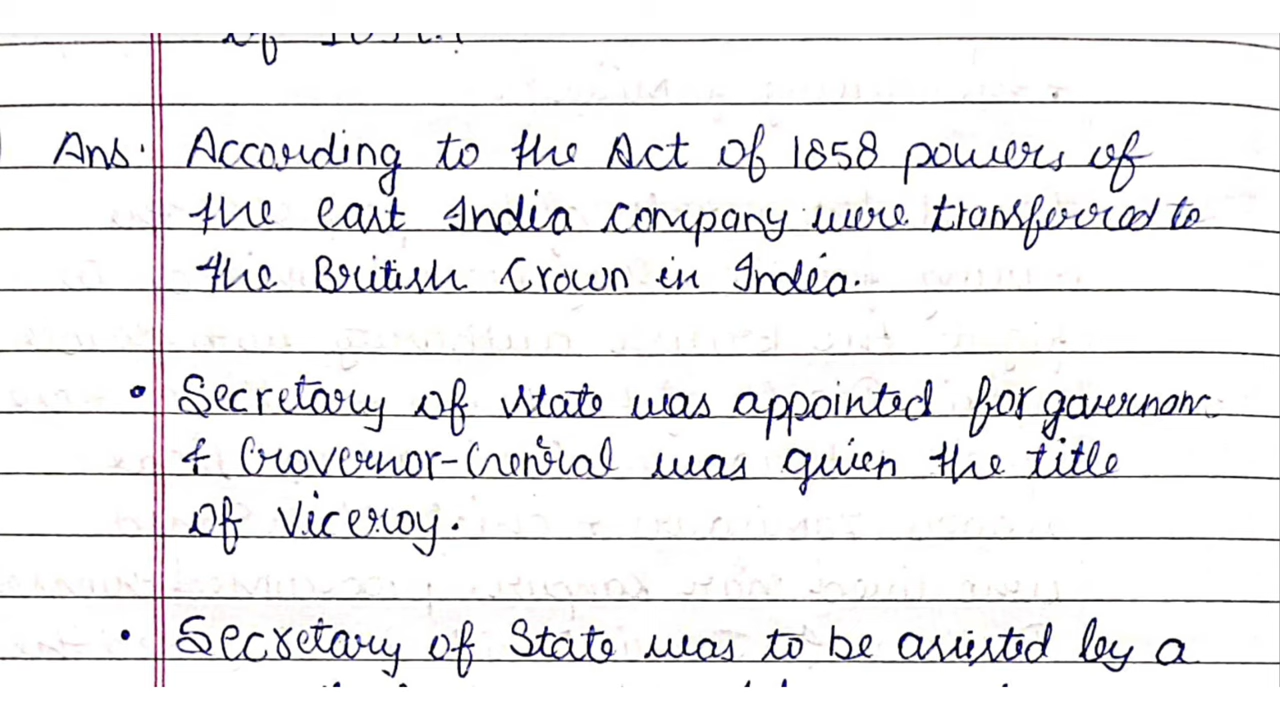 of
Ans. According to the Act of 1858 powers of
the east India company were transferred to
the British Crown in India.
• Secretary of state was appointed for
& Governor-General was given the title
of Viceroy.
• Secretary of State was to be assisted by a